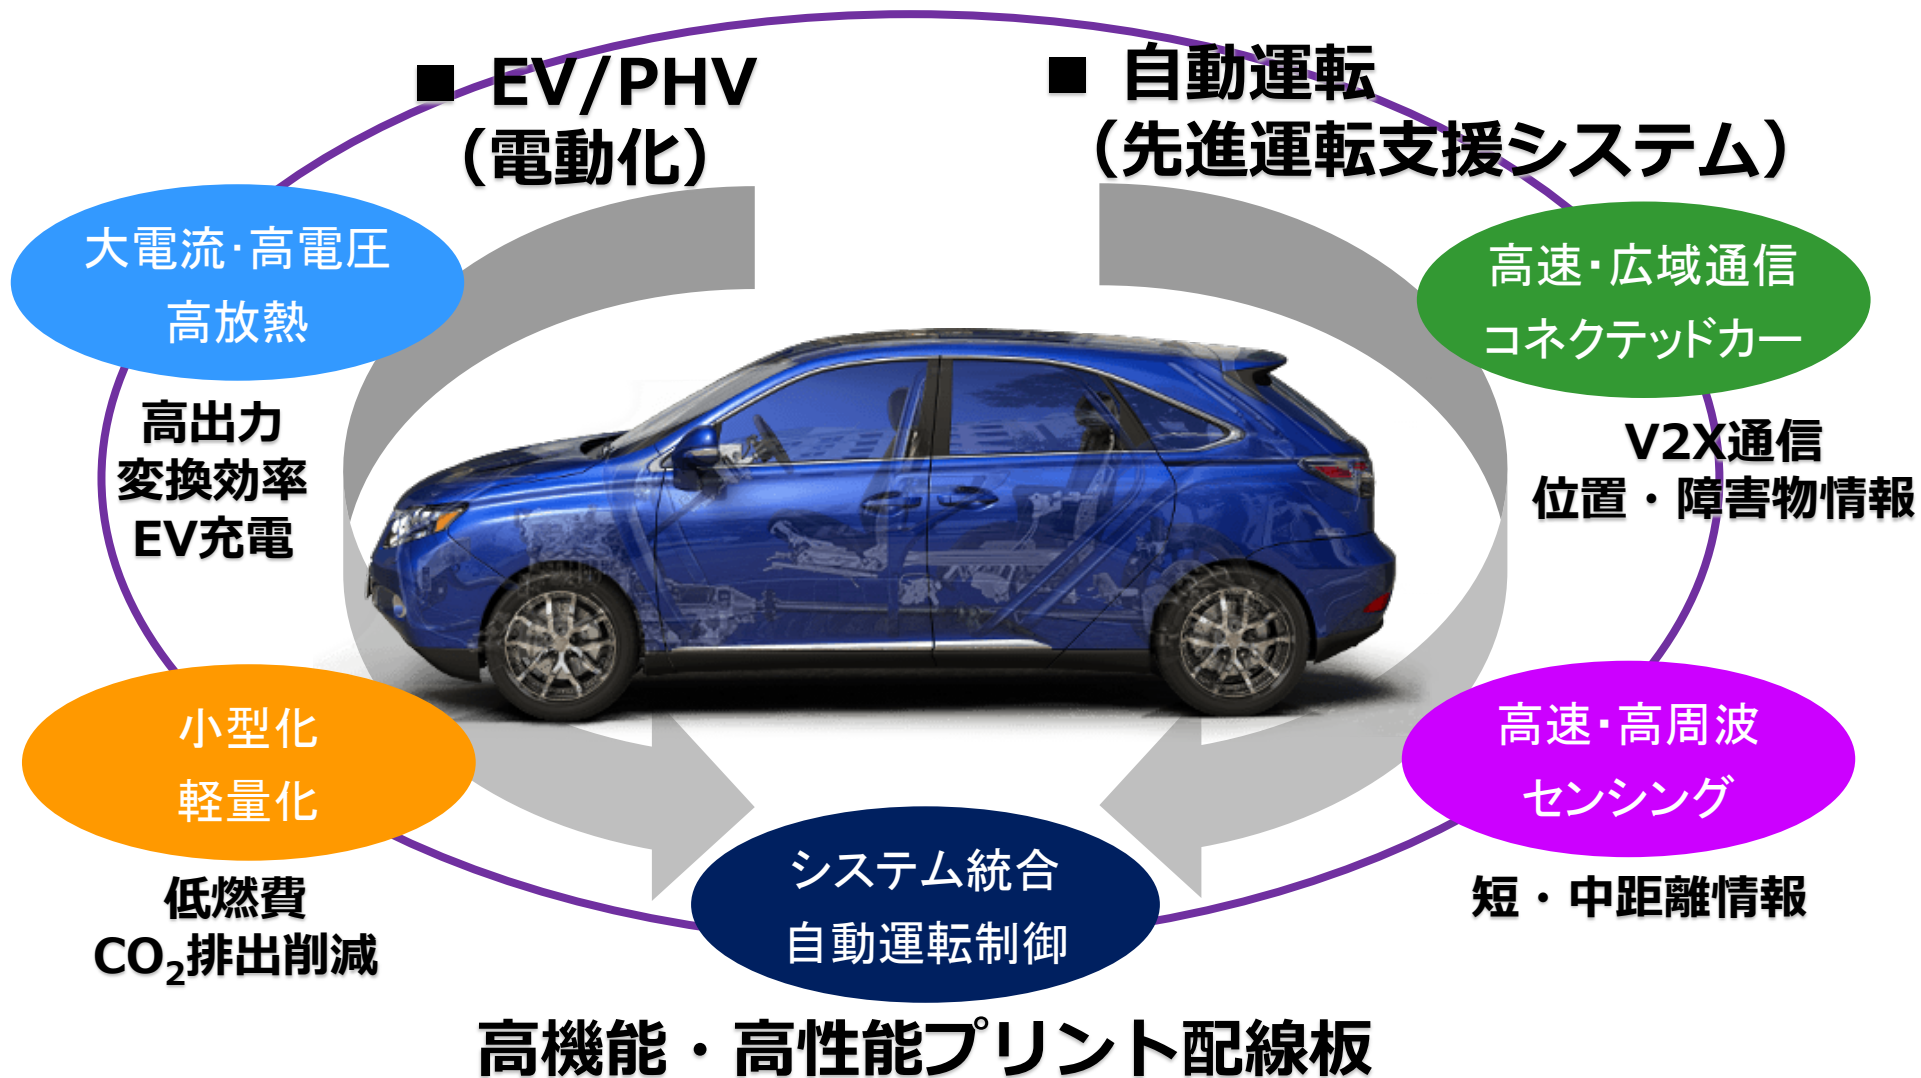 ■ EV/PHV
（電動化）
■ 自動運転
（先進運転支援システム）
大電流・高電圧
高放熱
高出力
変換効率
EV充電
高速・広域通信
コネクテッドカー
V2X通信
位置・障害物情報
小型化
軽量化
低燃費
CO₂排出削減
高速・高周波
センシング
短・中距離情報
システム統合
自動運転制御
高機能・高性能プリント配線板